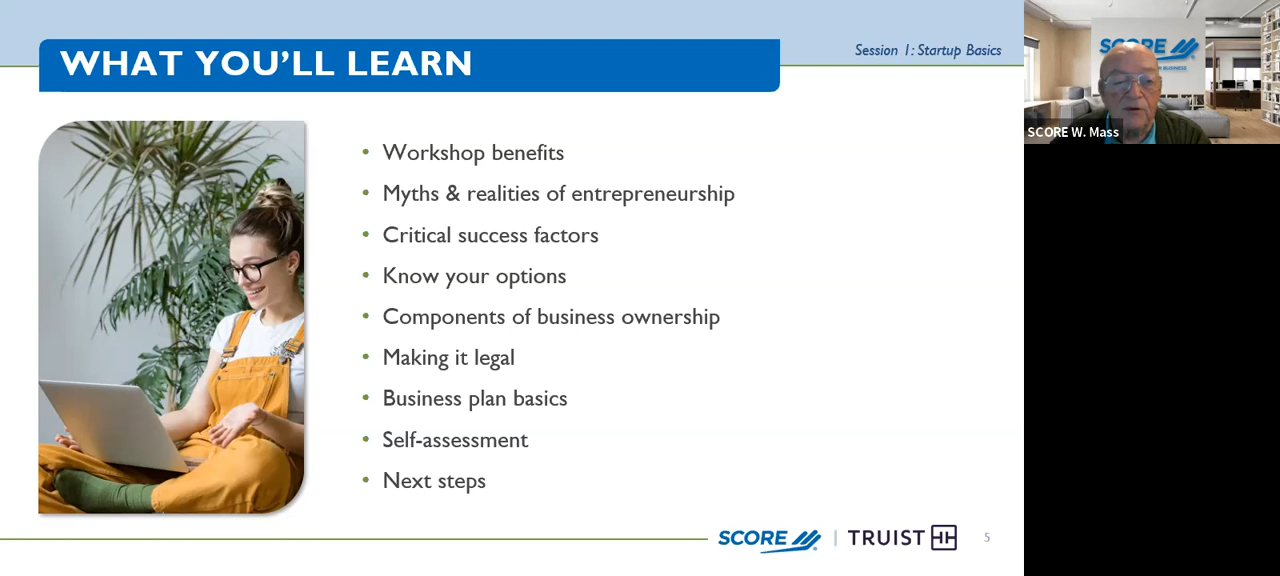 WHAT YOU'LL LEARN
Session 1: Startup Basics
• Workshop benefits
• Myths & realities of entrepreneurship
• Critical success factors
• Know your options
• Components of business ownership
• Making it legal
• Business plan basics
• Self-assessment
• Next steps
SCORE | TRUIST
5
SCORE
BUSINESS
SCORE W. Mass